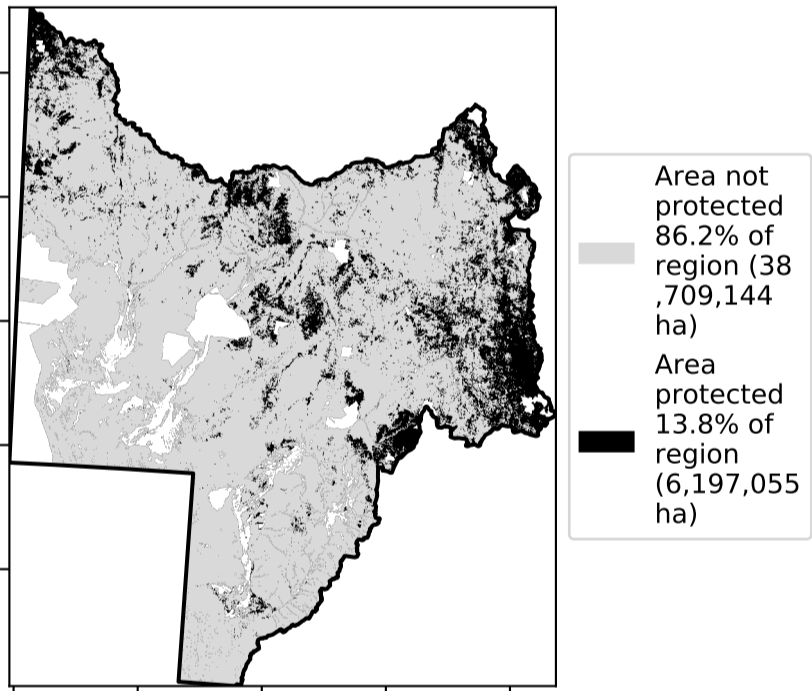 Area not
protected
86.2% of
region (38
,709,144
ha)
Area
protected
13.8% of
region
(6,197,055
ha)